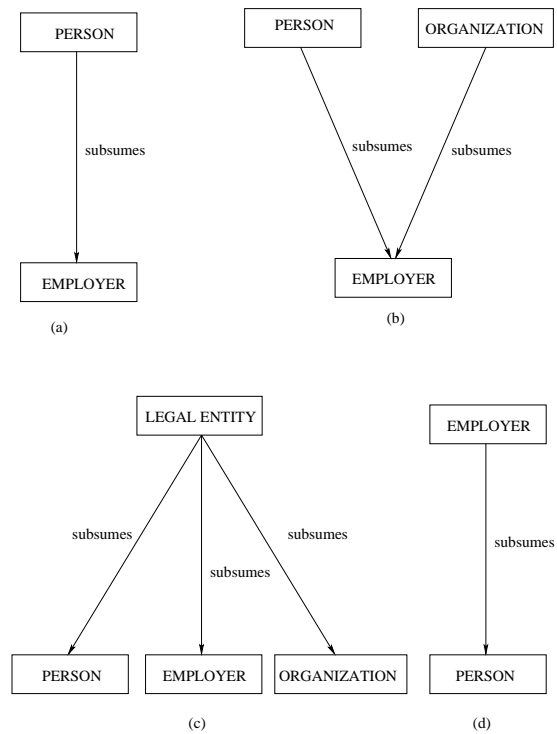 PERSON
subsumes
EMPLOYER
(a)
PERSON
ORGANIZATION
subsumes
subsumes
EMPLOYER
(b)
LEGAL ENTITY
subsumes
subsumes
subsumes
PERSON
EMPLOYER
ORGANIZATION
(c)
EMPLOYER
subsumes
PERSON
(d)